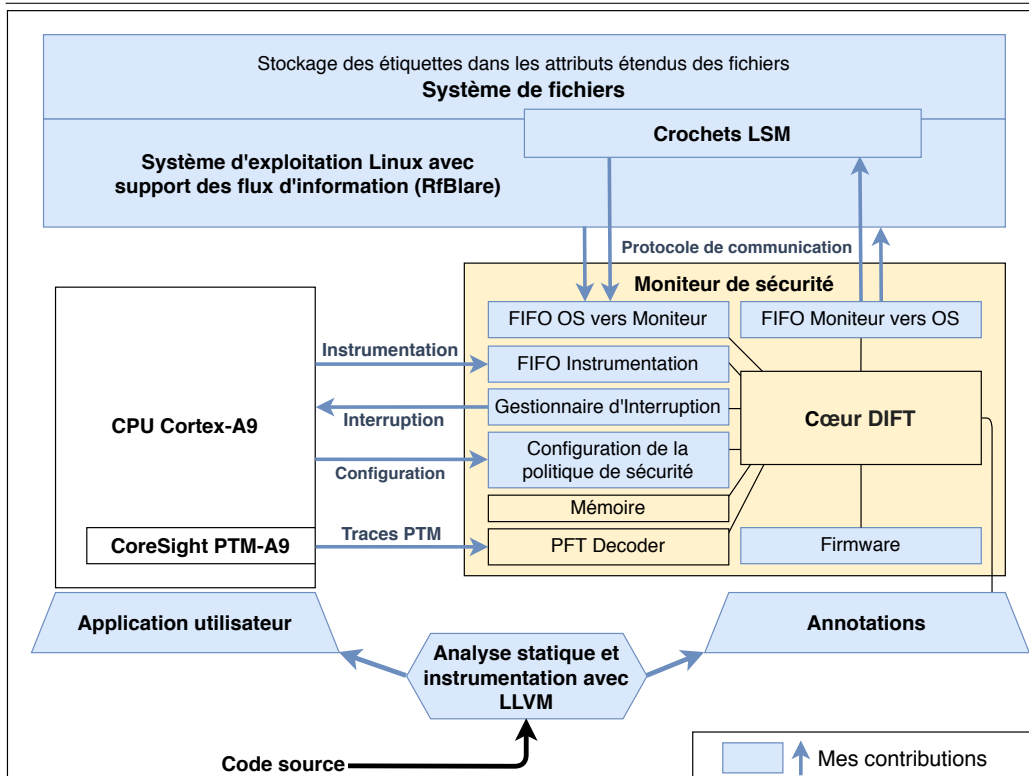 Stockage des étiquettes dans les attributs étendus des fichiers
Système de fichiers
Crochets LSM
Système d'exploitation Linux avec
support des flux d'information (RfBlare)
Protocole de communication
Moniteur de sécurité
FIFO OS vers Moniteur
FIFO Moniteur vers OS
Instrumentation
FIFO Instrumentation
Gestionnaire d'Interruption
Interruption
CPU Cortex-A9
Cœur DIFT
Configuration de la
politique de sécurité
Configuration
Mémoire
Traces PTM
CoreSight PTM-A9
PFT Decoder
Firmware
Application utilisateur
Annotations
Analyse statique et
instrumentation avec
LLVM
Code source
Mes contributions